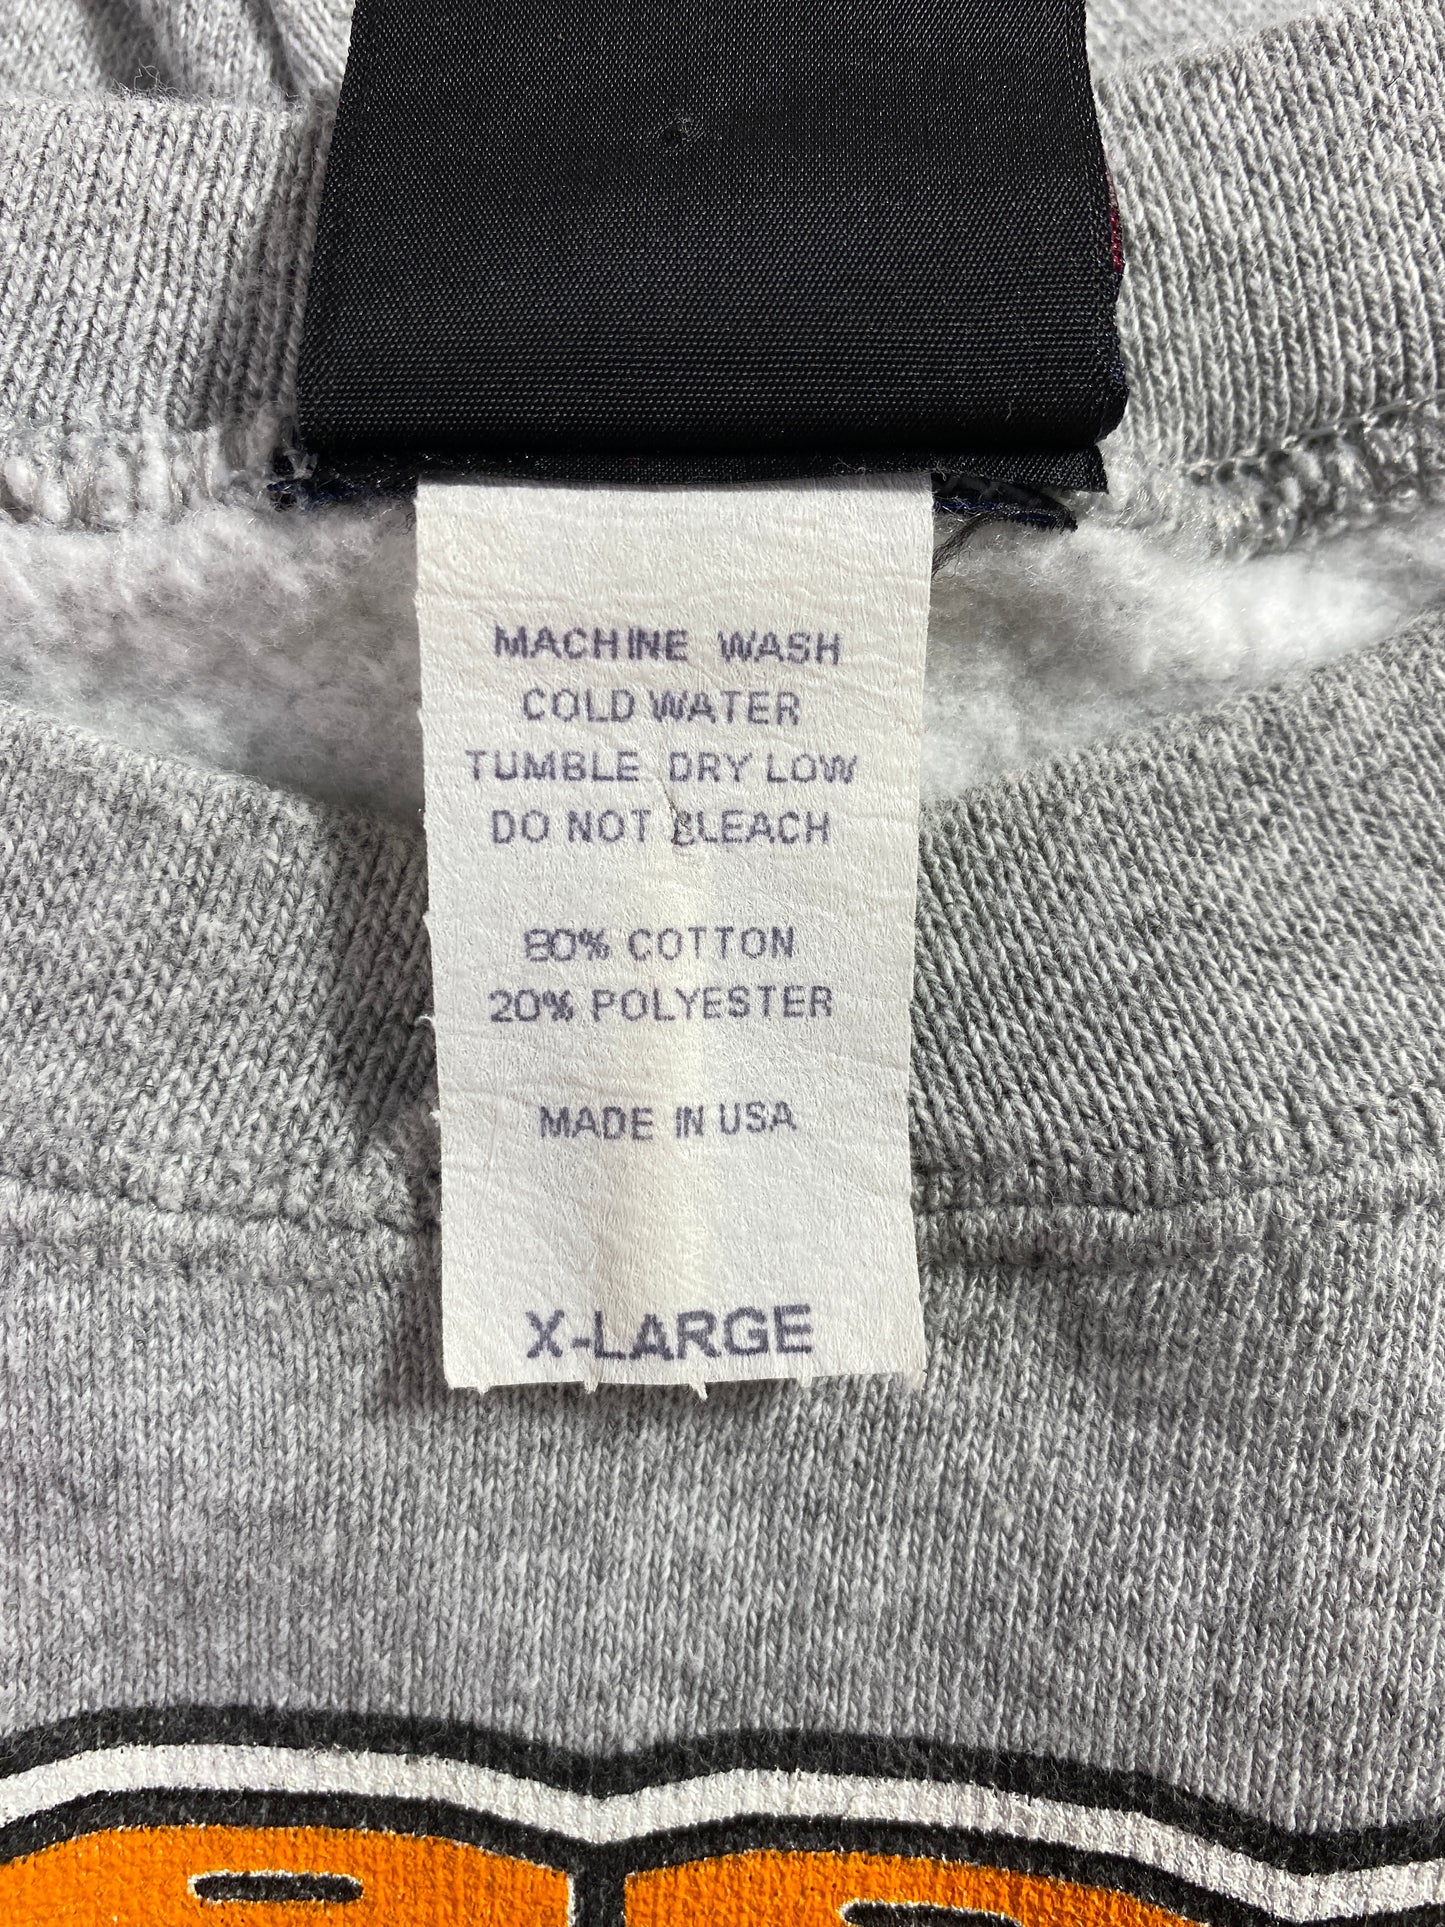 MACHINE WASH
COLD WATER
TUMBLE DRY LOW
DO NOT BLEACH
80% COTTON
20% POLYESTER
MADE IN USA
X-LARGE